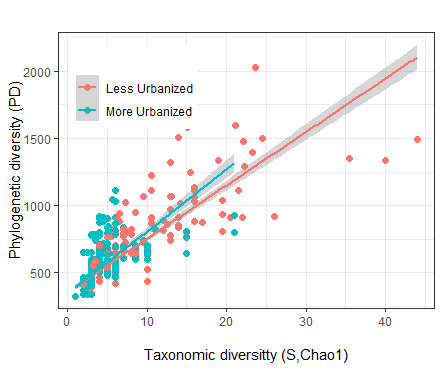 Phylogenetic diversity (PD)
2000
1500
1000
500
Less Urbanized
More Urbanized
0
10
20
30
40
Taxonomic diversitty (S,Chao1)